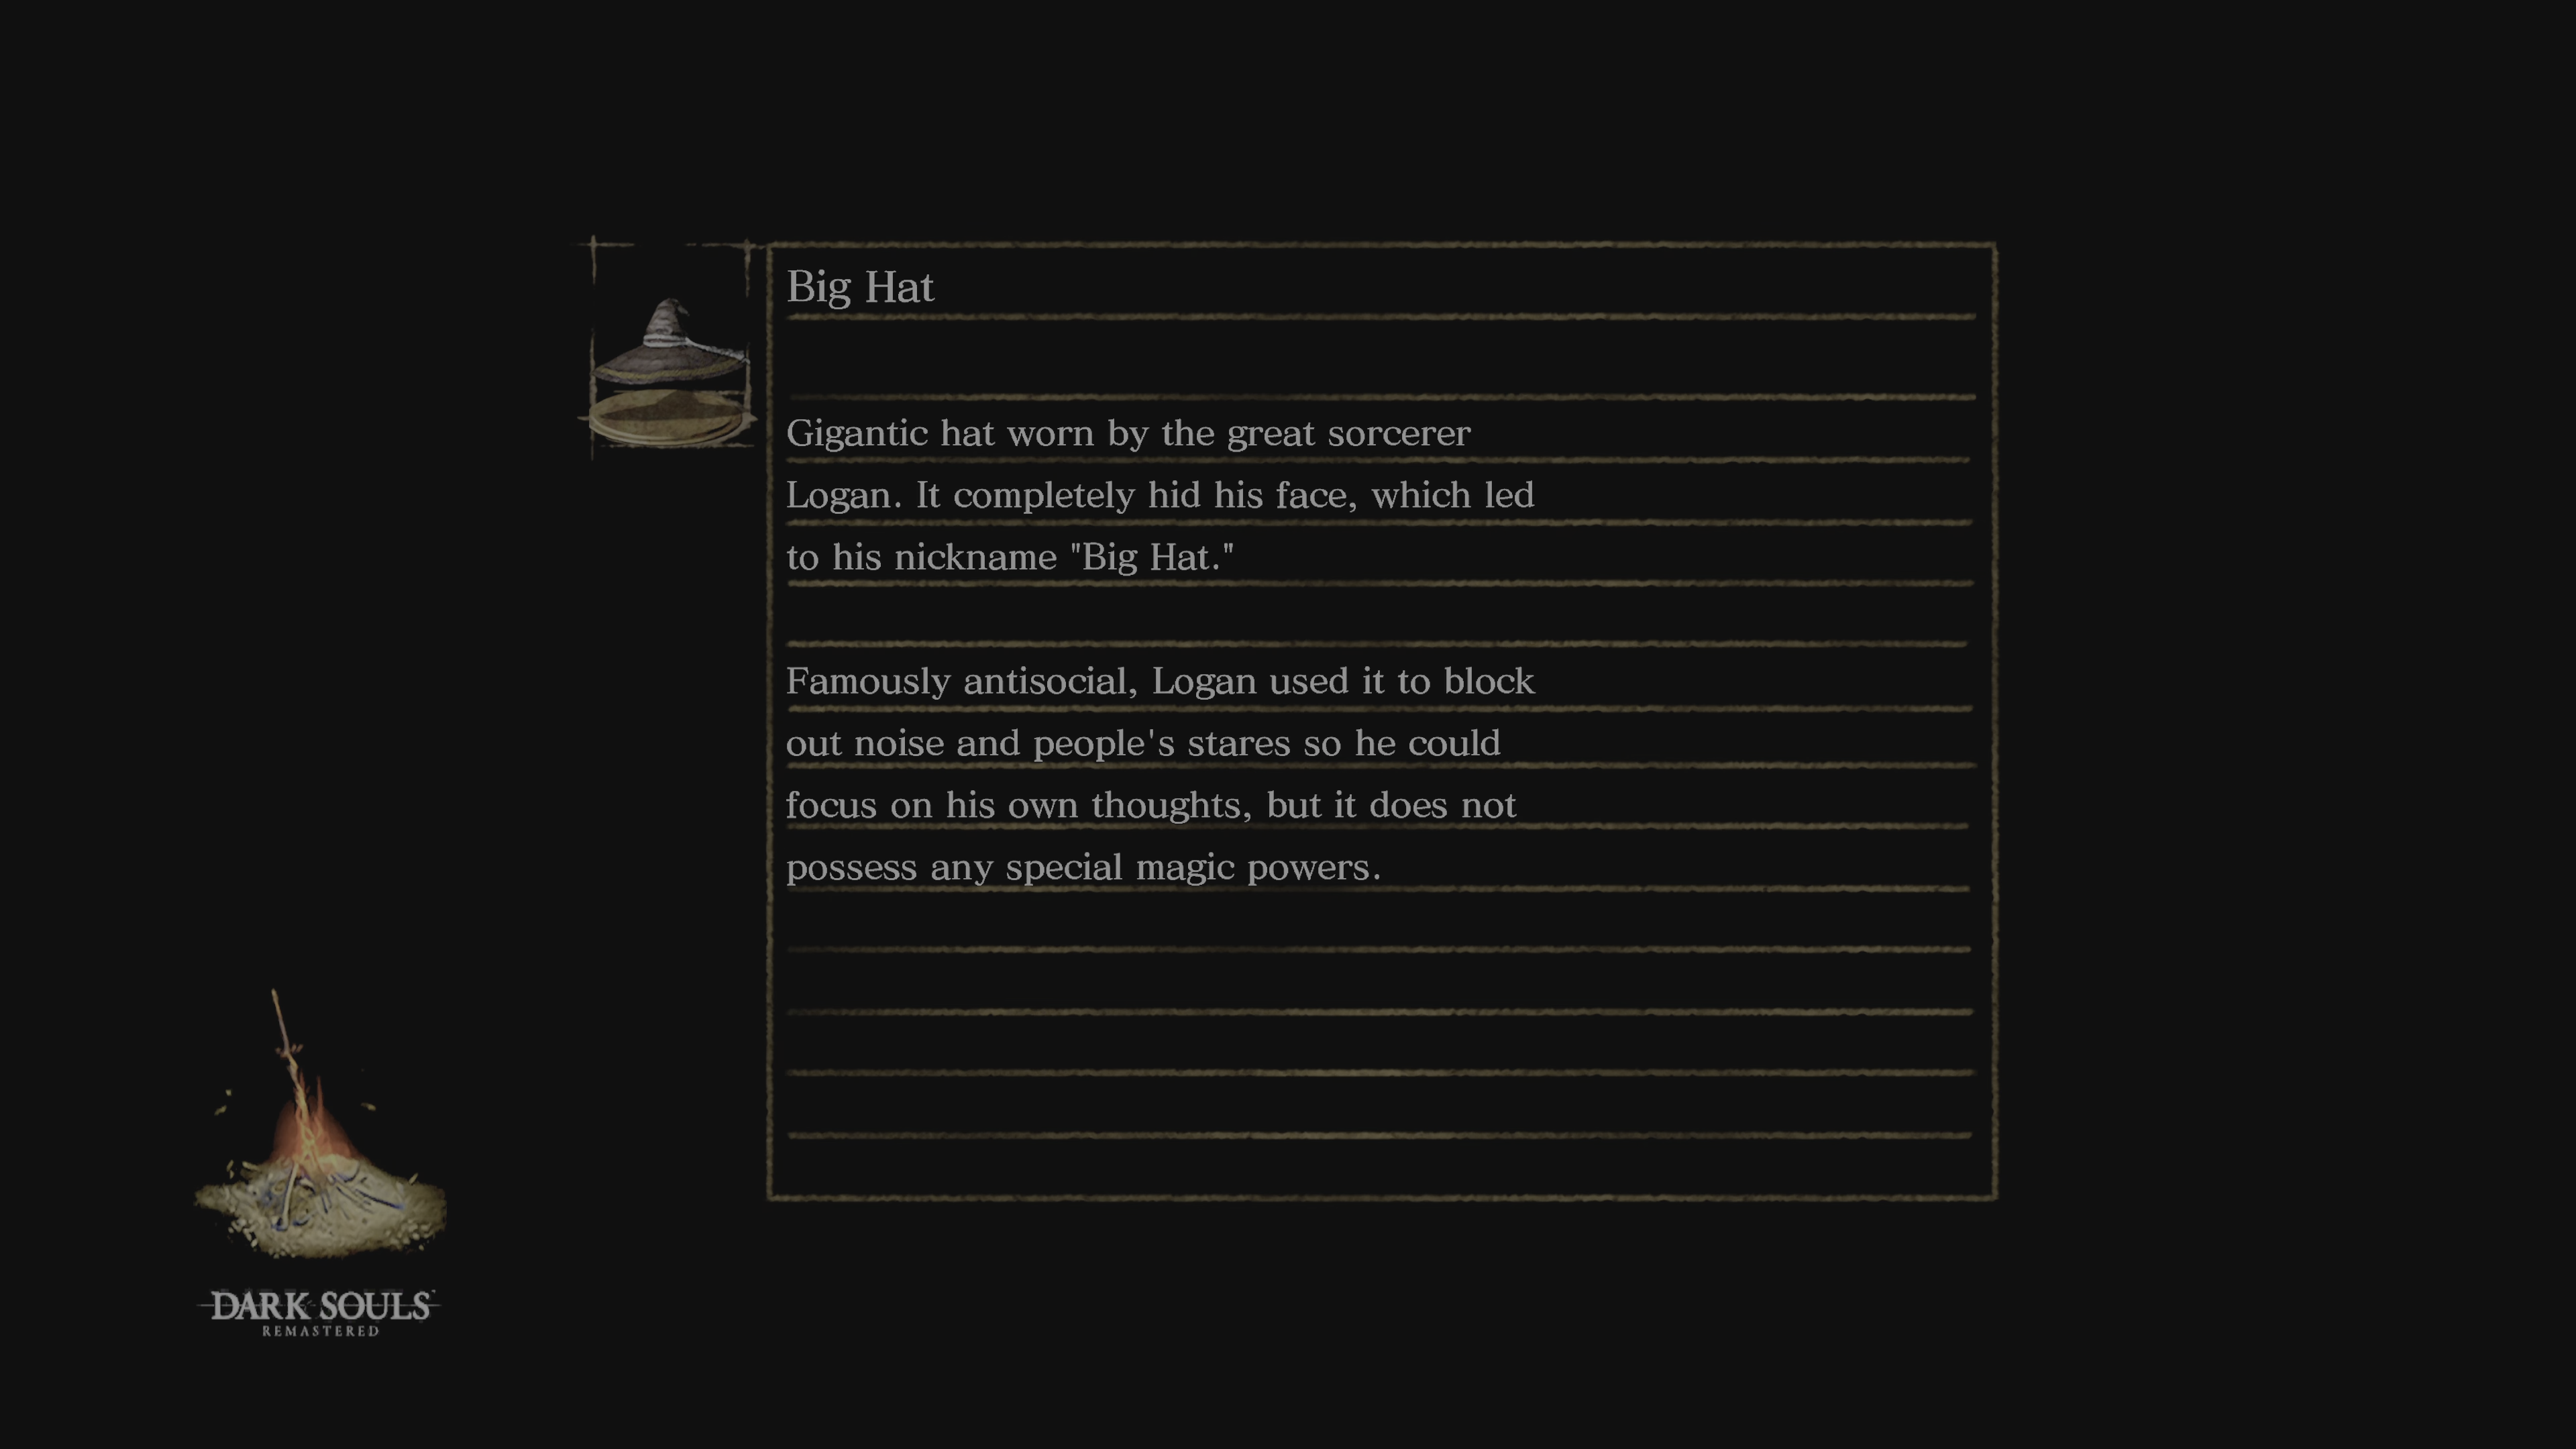 Big Hat
Gigantic hat worn by the great sorcerer
Logan. It completely hid his face, which led
to his nickname "Big Hat."
Famously antisocial, Logan used it to block
out noise and people's stares so he could
focus on his own thoughts, but it does not
possess any special magic powers.
DARK SOULS
REMASTERED